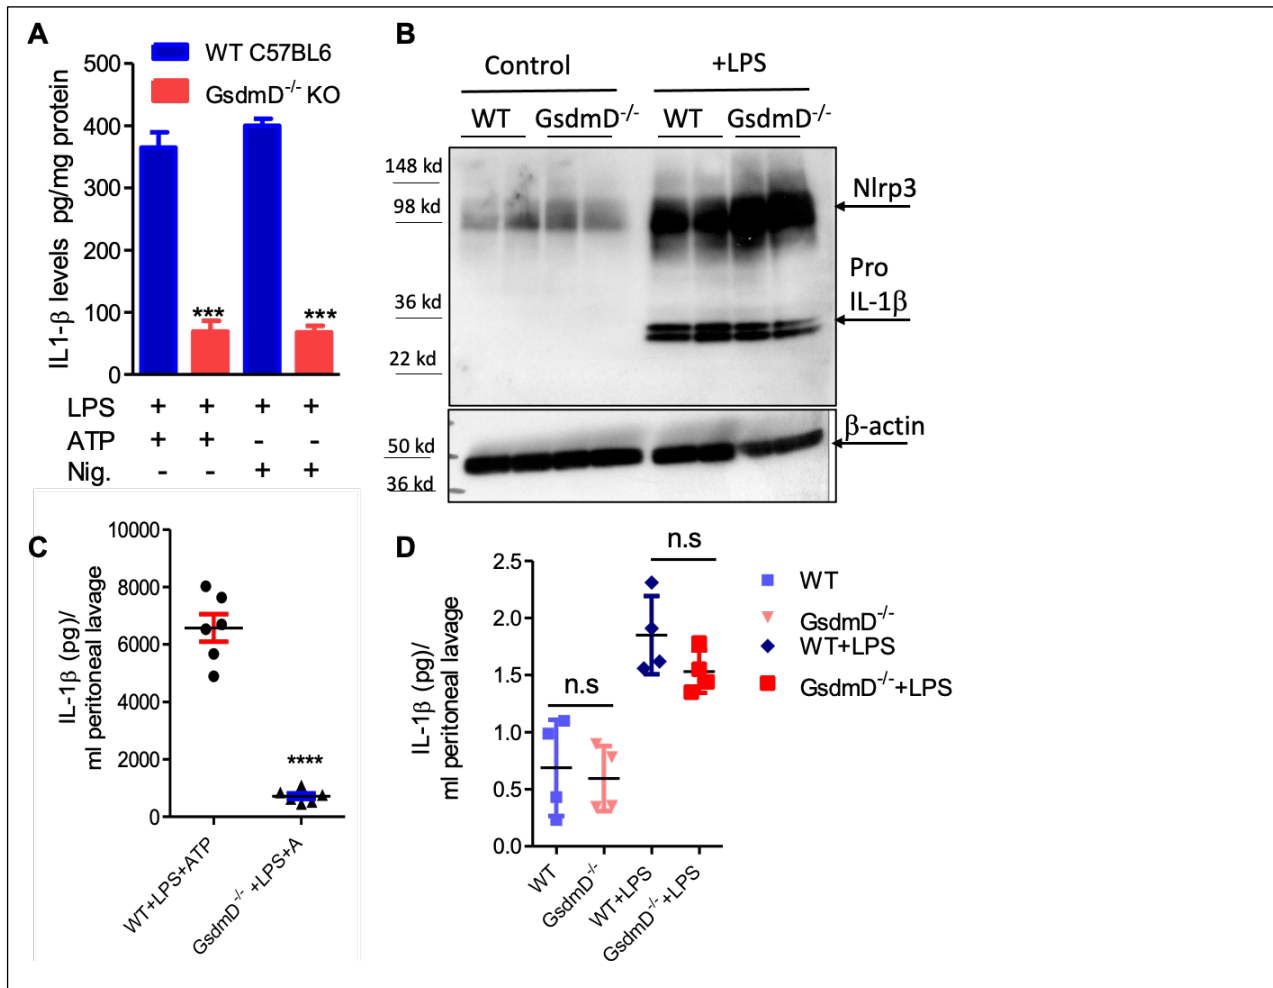 A
WT C57BL6
GsdmD-/- KO
IL1-β levels pg/mg protein
500
400
300
200
100
0
***
***
LPS + + + +
ATP + + - -
Nig. - - + +
B
Control
+LPS
WT GsdmD-/- WT GsdmD-/-
148 kd
98 kd
36 kd
22 kd
Nlrp3
Pro
IL-1β
50 kd
36 kd
β-actin
C
IL-1β (pg)/
ml peritoneal lavage
10000
8000
6000
4000
2000
0
****
WT+LPS+ATP
GsdmD-/- +LPS+A
D
IL-1β (pg)/
ml peritoneal lavage
2.5
2.0
1.5
1.0
0.5
0.0
n.s
n.s
WT
GsdmD-/-
WT+LPS
GsdmD-/-+LPS
WT
GsdmD-/-
WT+LPS
GsdmD-/-+LPS